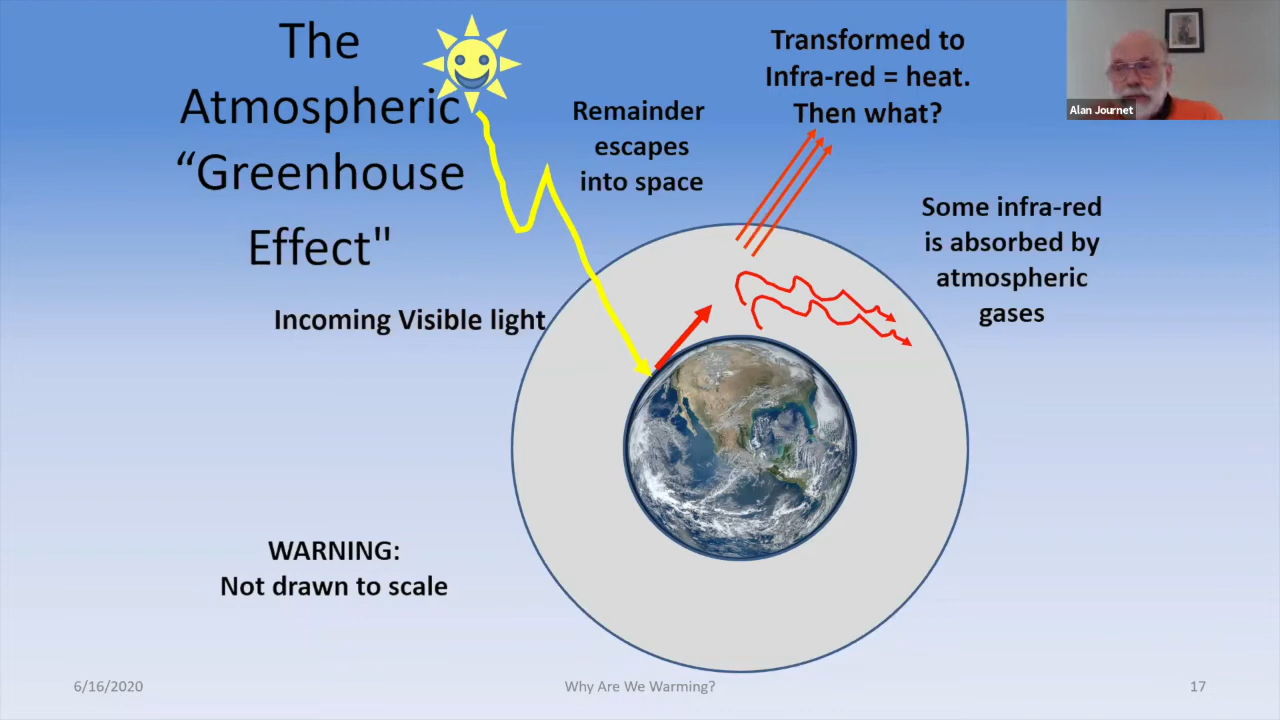 The
Atmospheric
“Greenhouse
Effect"
Incoming Visible light
Remainder
escapes
into space
Transformed to
Infra-red = heat.
Then what?
Some infra-red
is absorbed by
atmospheric
gases
WARNING:
Not drawn to scale
Alan Journet
6/16/2020
Why Are We Warming?
17